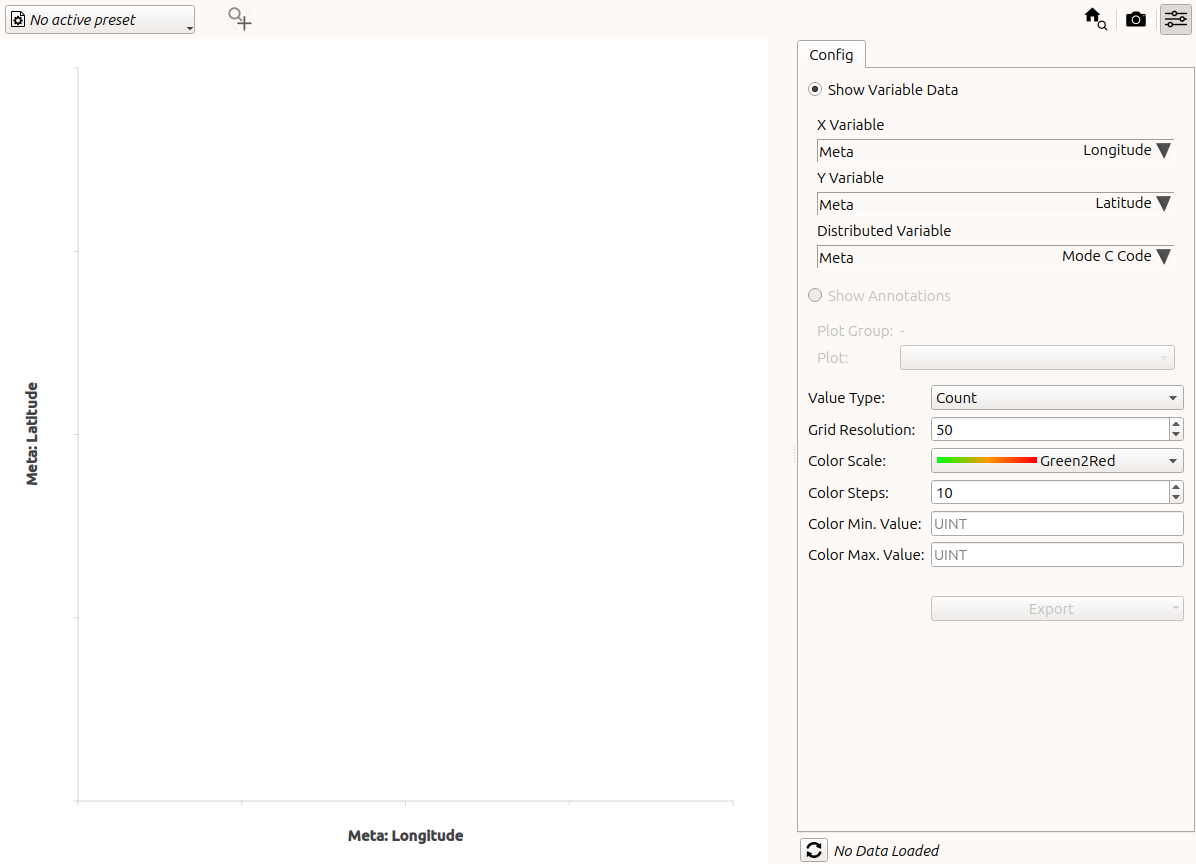 No active preset
Config
Show Variable Data
X Variable
Meta Longitude
Y Variable
Meta Latitude
Distributed Variable
Meta Mode C Code
Show Annotations
Plot Group: -
Plot:
Value Type: Count
Grid Resolution: 50
Color Scale: Green2Red
Color Steps: 10
Color Min. Value: UINT
Color Max. Value: UINT
Export
Meta: Latitude
Meta: Longitude
No Data Loaded